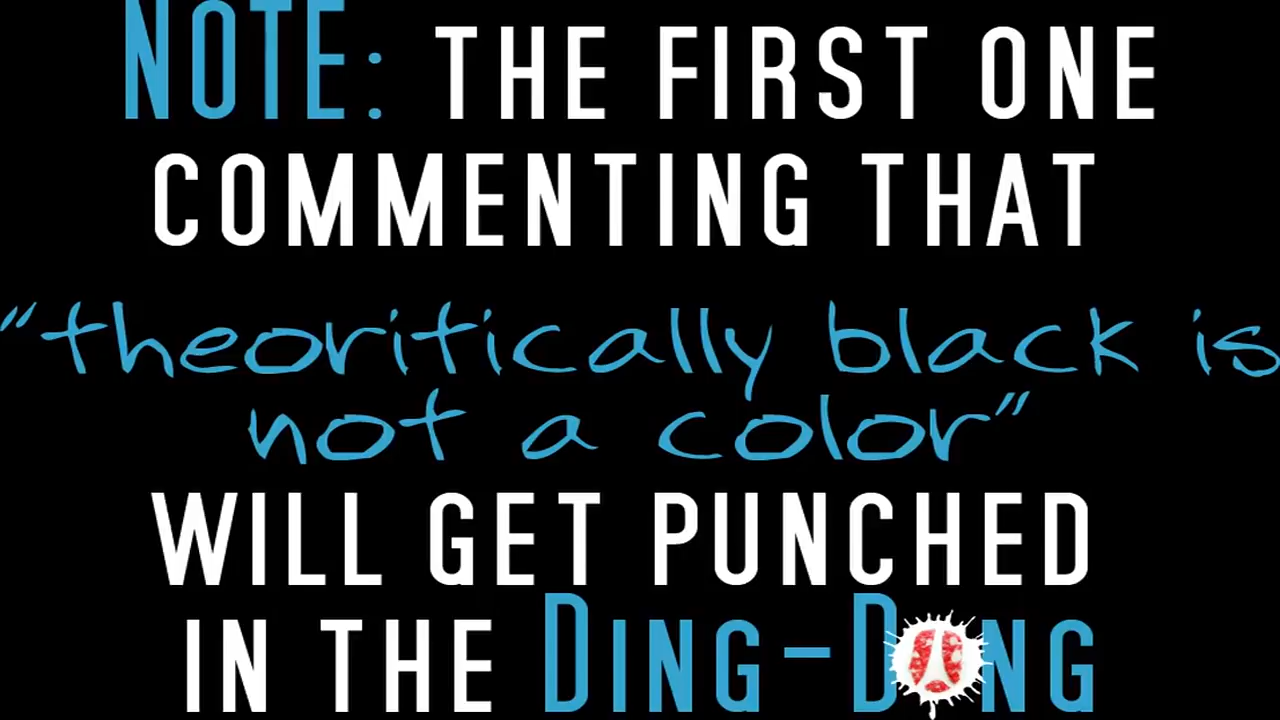 NOTE: THE FIRST ONE
COMMENTING THAT
"theoritically black is
not a color"
WILL GET PUNCHED
IN THE DING-DONG